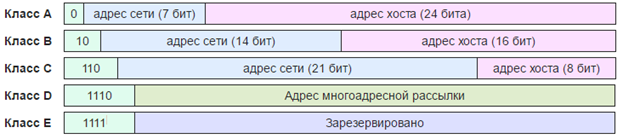 Класс A 0 адрес сети (7 бит) адрес хоста (24 бита)
Класс B 10 адрес сети (14 бит) адрес хоста (16 бит)
Класс C 110 адрес сети (21 бит) адрес хоста (8 бит)
Класс D 1110 Адрес многоадресной рассылки
Класс E 1111 Зарезервировано